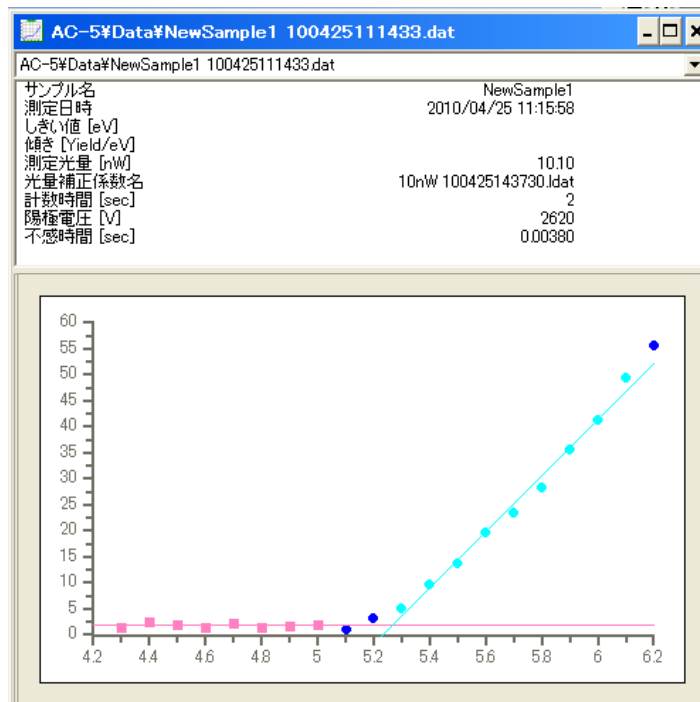 AC-5¥Data¥NewSample1 100425111433.dat
AC-5¥Data¥NewSample1 100425111433.dat
サンプル名 NewSample1
測定日時 2010/04/25 11:15:58
しきい値 [eV]
傾き [Yield/eV]
測定光量 [nW] 10.10
光量補正係数名 10nW 100425143730.ldat
計数時間 [sec] 2
陽極電圧 [V] 2620
不感時間 [sec] 0.00380
60
55
50
45
40
35
30
25
20
15
10
5
0
4.2 4.4 4.6 4.8 5 5.2 5.4 5.6 5.8 6 6.2